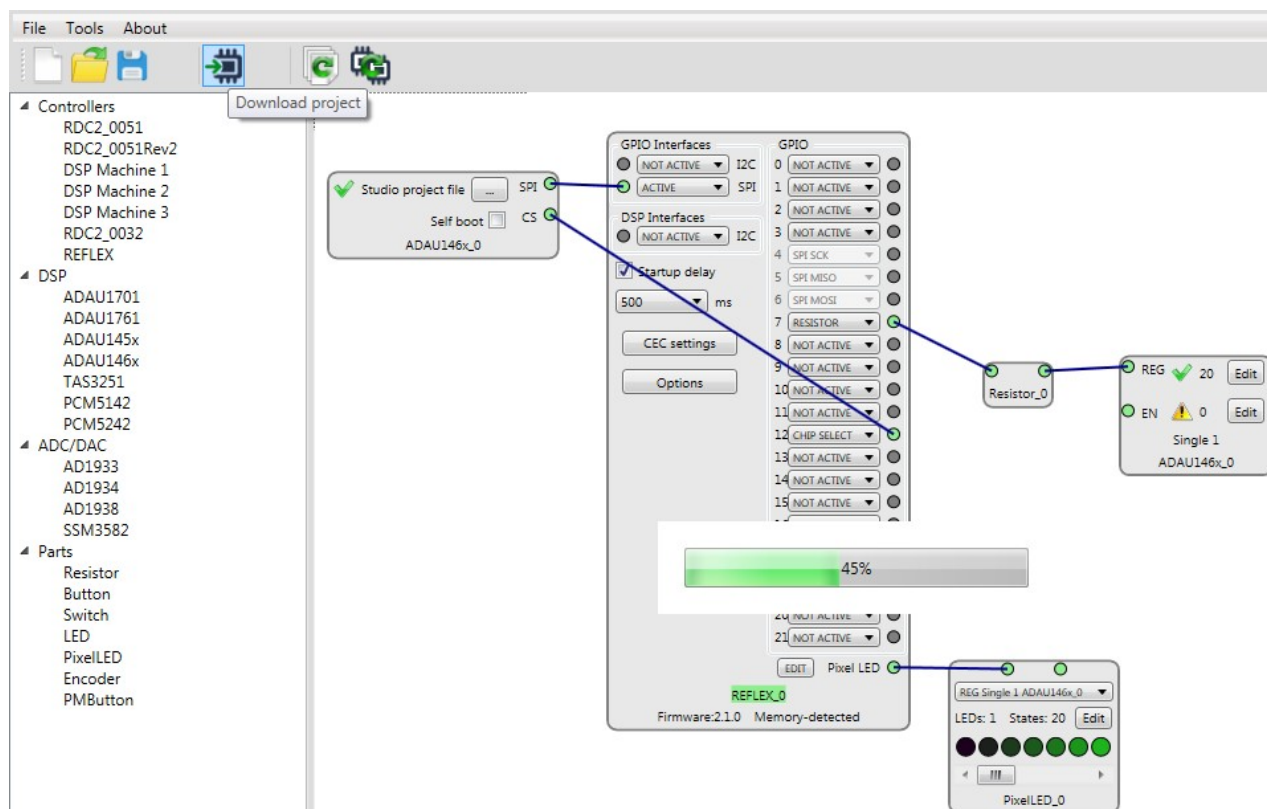 File Tools About
Download project
Controllers
RDC2_0051
RDC2_0051Rev2
DSP Machine 1
DSP Machine 2
DSP Machine 3
RDC2_0032
REFLEX
DSP
ADAU1701
ADAU1761
ADAU145x
ADAU146x
TAS3251
PCM5142
PCM5242
ADC/DAC
AD1933
AD1934
AD1938
SSM3582
Parts
Resistor
Button
Switch
LED
PixelLED
Encoder
PMButton
Studio project file ... SPI
Self boot CS
ADAU146x_0
GPIO Interfaces
NOT ACTIVE I2C
ACTIVE SPI
DSP Interfaces
NOT ACTIVE I2C
Startup delay
500 ms
CEC settings
Options
GPIO
0 NOT ACTIVE
1 NOT ACTIVE
2 NOT ACTIVE
3 NOT ACTIVE
4 SPI SCK
5 SPI MISO
6 SPI MOSI
7 RESISTOR
8 NOT ACTIVE
9 NOT ACTIVE
10 NOT ACTIVE
11 NOT ACTIVE
12 CHIP SELECT
13 NOT ACTIVE
14 NOT ACTIVE
15 NOT ACTIVE
45%
20 NOT ACTIVE
21 NOT ACTIVE
EDIT Pixel LED
REFLEX_0
Firmware:2.1.0 Memory-detected
Resistor_0
REG 20 Edit
EN 0 Edit
Single 1
ADAU146x_0
REG Single 1 ADAU146x_0
LEDs: 1 States: 20 Edit
PixelLED_0